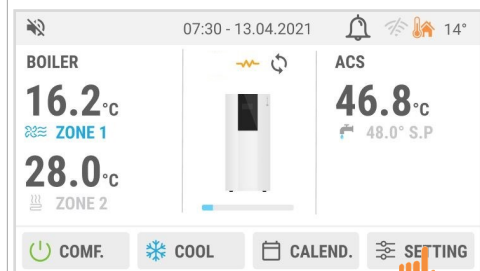 07:30 - 13.04.2021
14°
BOILER
16.2°C
ZONE 1
28.0°C
ZONE 2
ACS
46.8°C
48.0° S.P
COMF.
COOL
CALEND.
SETTING